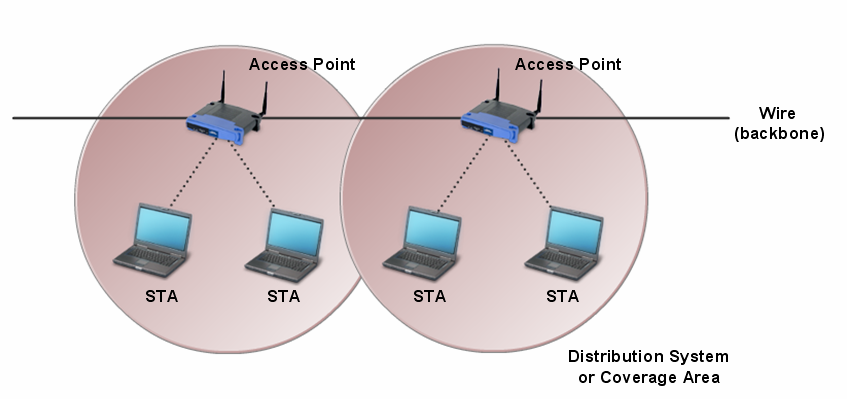 Access Point
Access Point
Wire
(backbone)
STA
STA
STA
STA
Distribution System
or Coverage Area